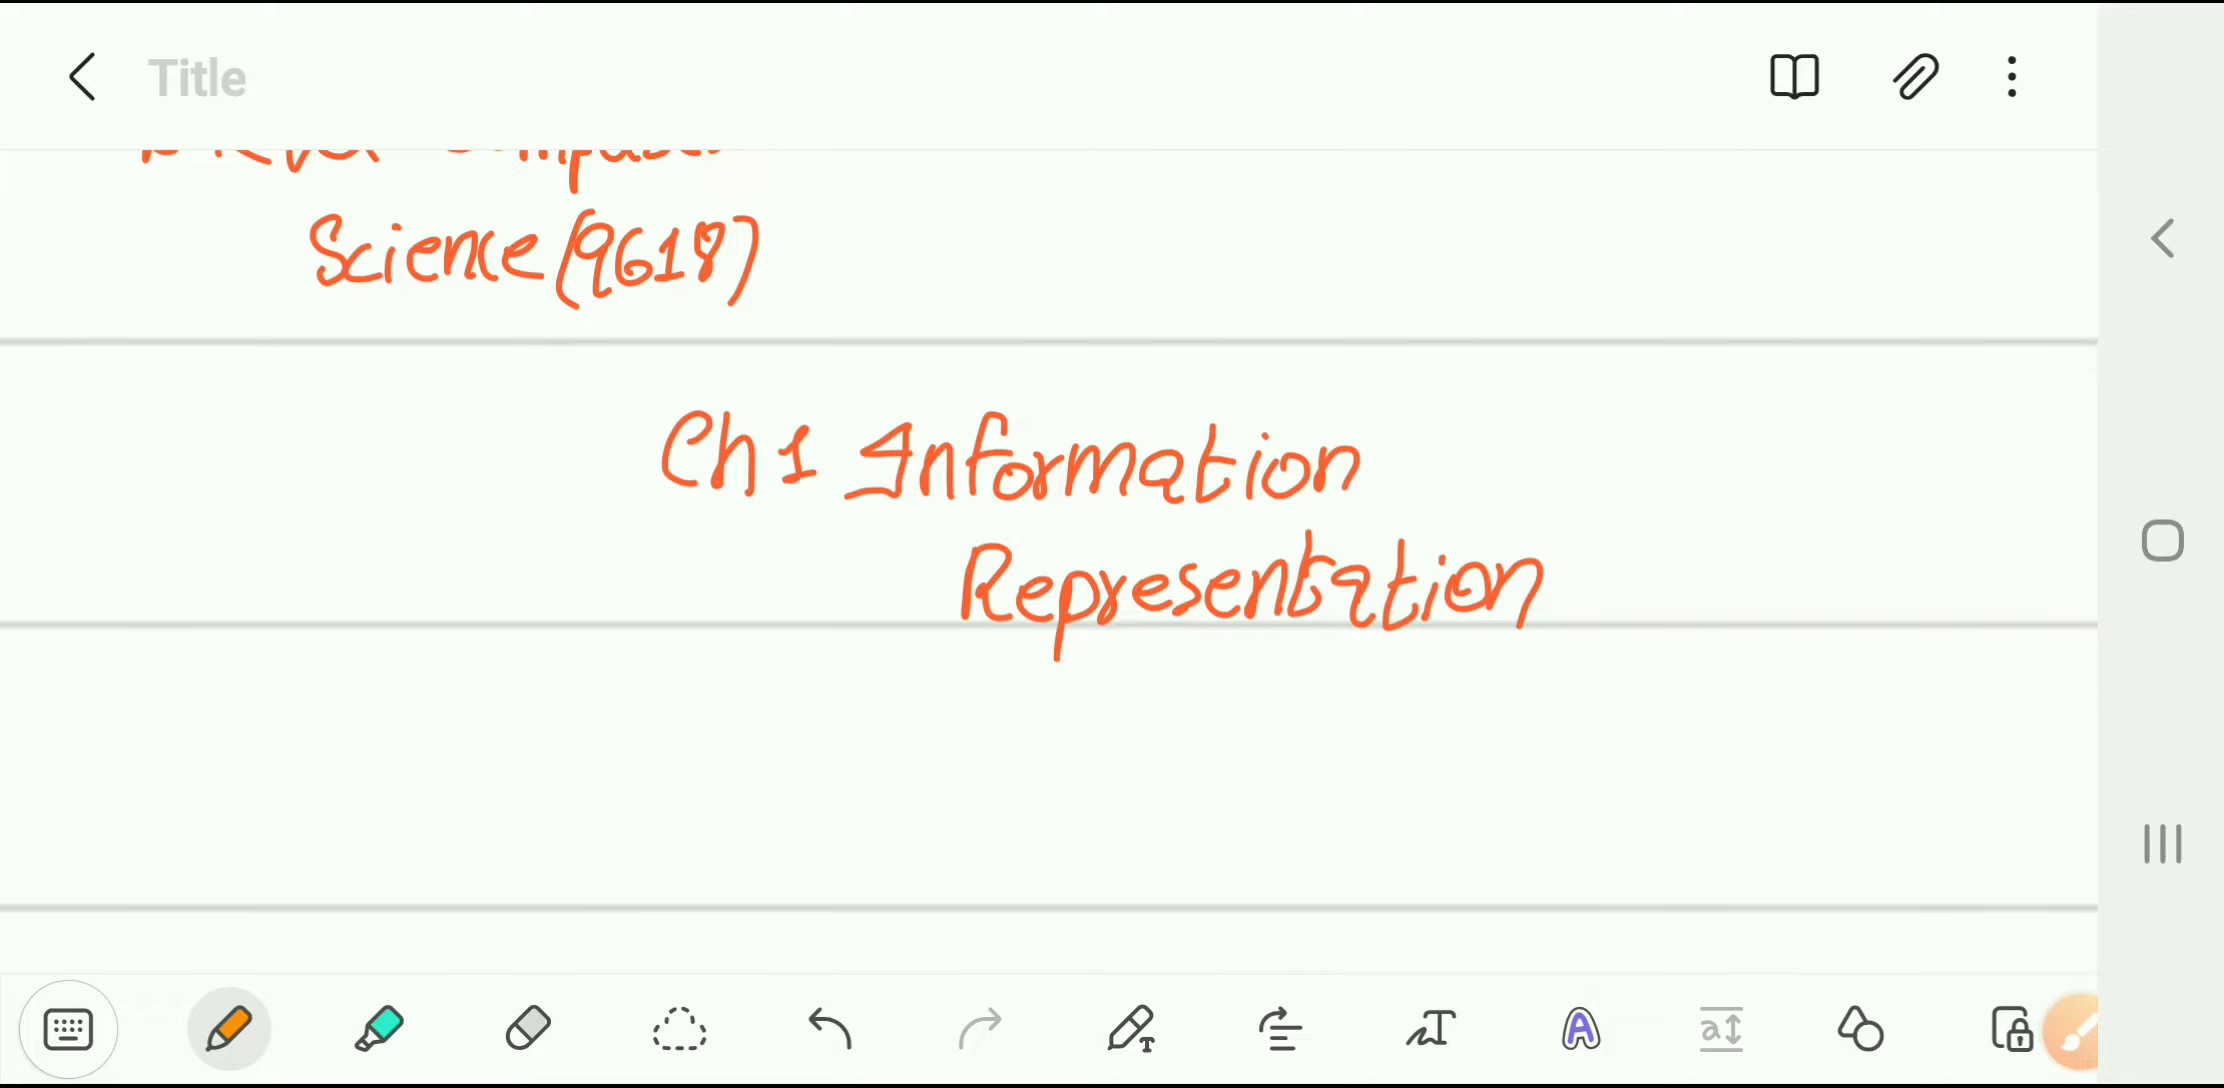 Title
Science (9618)
Ch 1 Information
Representation